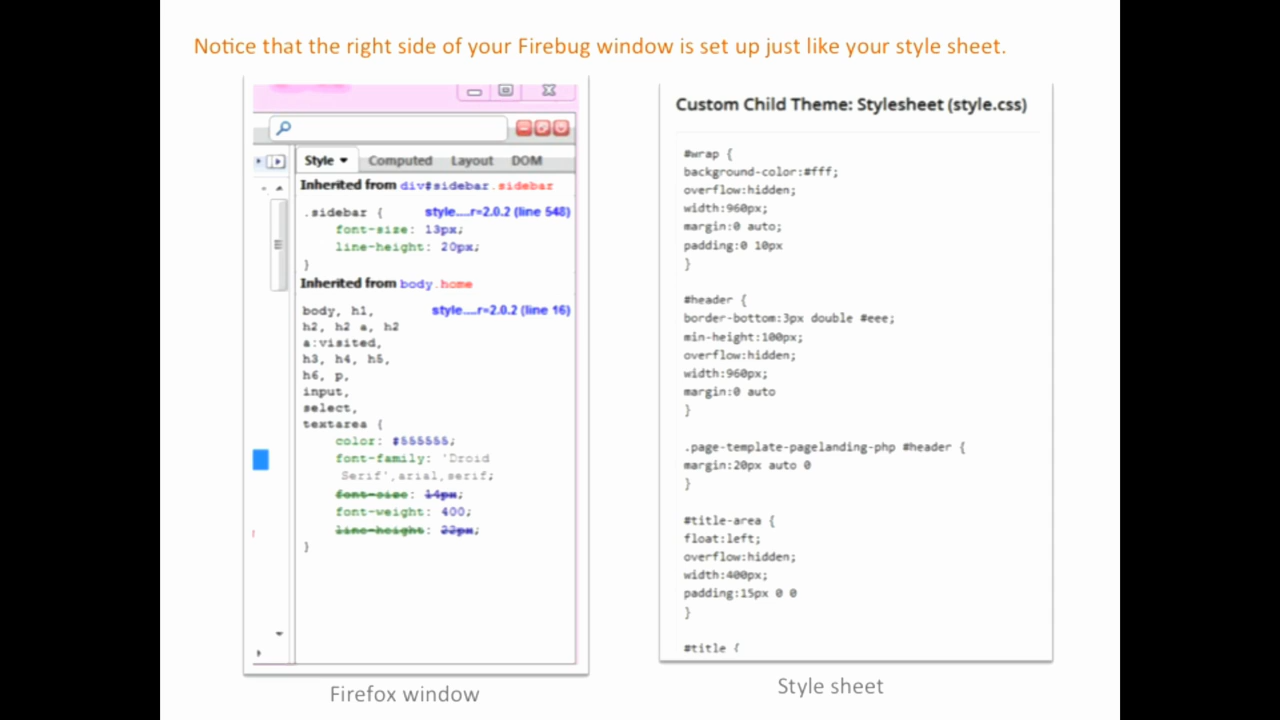 Notice that the right side of your Firebug window is set up just like your style sheet.
Style ▼ Computed Layout DOM
Inherited from div#sidebar.sidebar
.sidebar { style....r=2.0.2 (line 548)
font-size: 13px;
line-height: 20px;
}
Inherited from body.home
body, h1, style....r=2.0.2 (line 16)
h2, h2 a, h2
a:visited,
h3, h4, h5,
h6, p,
input,
select,
textarea {
color: #555555;
font-family: 'Droid
Serif',arial,serif;
font-size: 14px;
font-weight: 400;
line-height: 22px;
}
Firefox window
Custom Child Theme: Stylesheet (style.css)
#wrap {
background-color:#fff;
overflow:hidden;
width:960px;
margin:0 auto;
padding:0 10px
}
#header {
border-bottom:3px double #eee;
min-height:100px;
overflow:hidden;
width:960px;
margin:0 auto
}
.page-template-pagelanding-php #header {
margin:20px auto 0
}
#title-area {
float:left;
overflow:hidden;
width:400px;
padding:15px 0 0
}
#title {
Style sheet